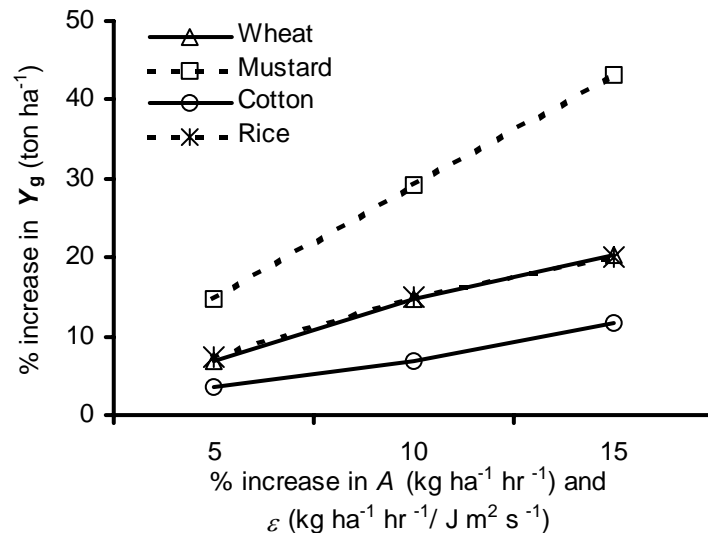 50
40
30
20
10
0
% increase in Yg (ton ha-1)
Wheat
Mustard
Cotton
Rice
5 10 15
% increase in A (kg ha-1 hr -1) and
ε (kg ha-1 hr -1/ J m2 s -1)